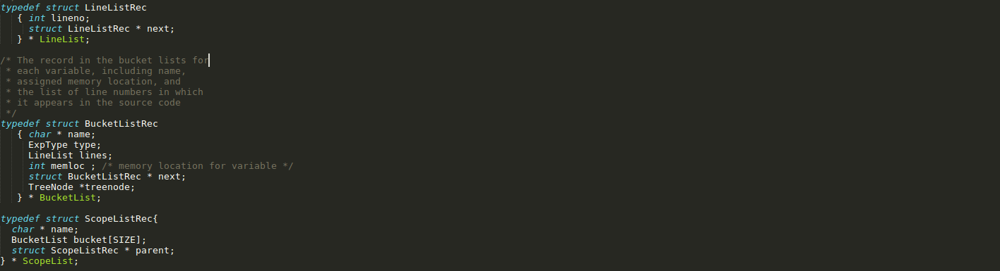 typedef struct LineListRec
   { int lineno;
     struct LineListRec * next;
   } * LineList;

/* The record in the bucket lists for
 * each variable, including name,
 * assigned memory location, and
 * the list of line numbers in which
 * it appears in the source code
 */
typedef struct BucketListRec
   { char * name;
     ExpType type;
     LineList lines;
     int memloc ; /* memory location for variable */
     struct BucketListRec * next;
     TreeNode *treenode;
   } * BucketList;

typedef struct ScopeListRec{
  char * name;
  BucketList bucket[SIZE];
  struct ScopeListRec * parent;
} * ScopeList;